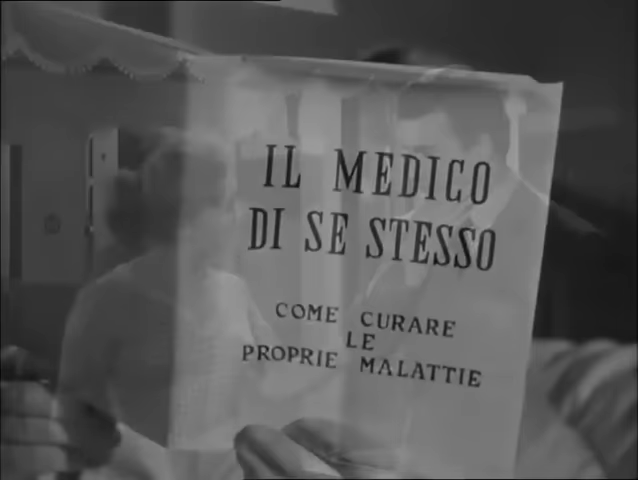 IL MEDICO
DI SE STESSO
COME CURARE
LE
PROPRIE MALATTIE